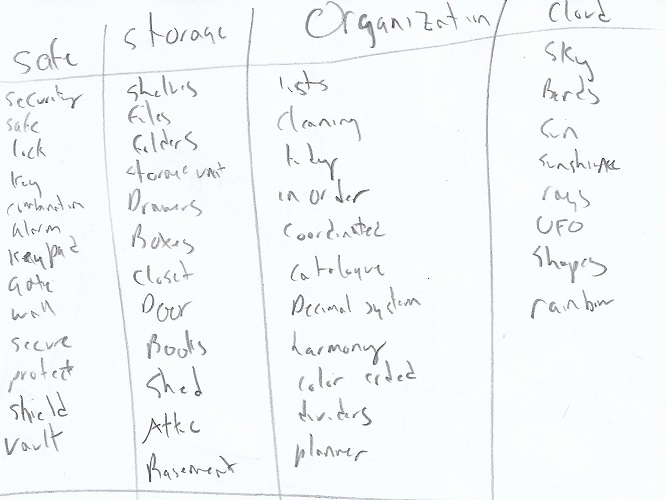 Safe
security
safe
lock
key
combination
alarm
keypad
Gate
wall
secure
protect
shield
vault
Storage
Shelves
Files
Folders
storage unit
Drawers
Boxes
closet
Door
Books
Shed
Attic
Basement
Organization
lists
cleaning
tidy
in order
coordinated
catalogue
Decimal system
harmony
color coded
dividers
planner
Cloud
Sky
Birds
Sun
sunshine
rays
UFO
Shapes
rainbow